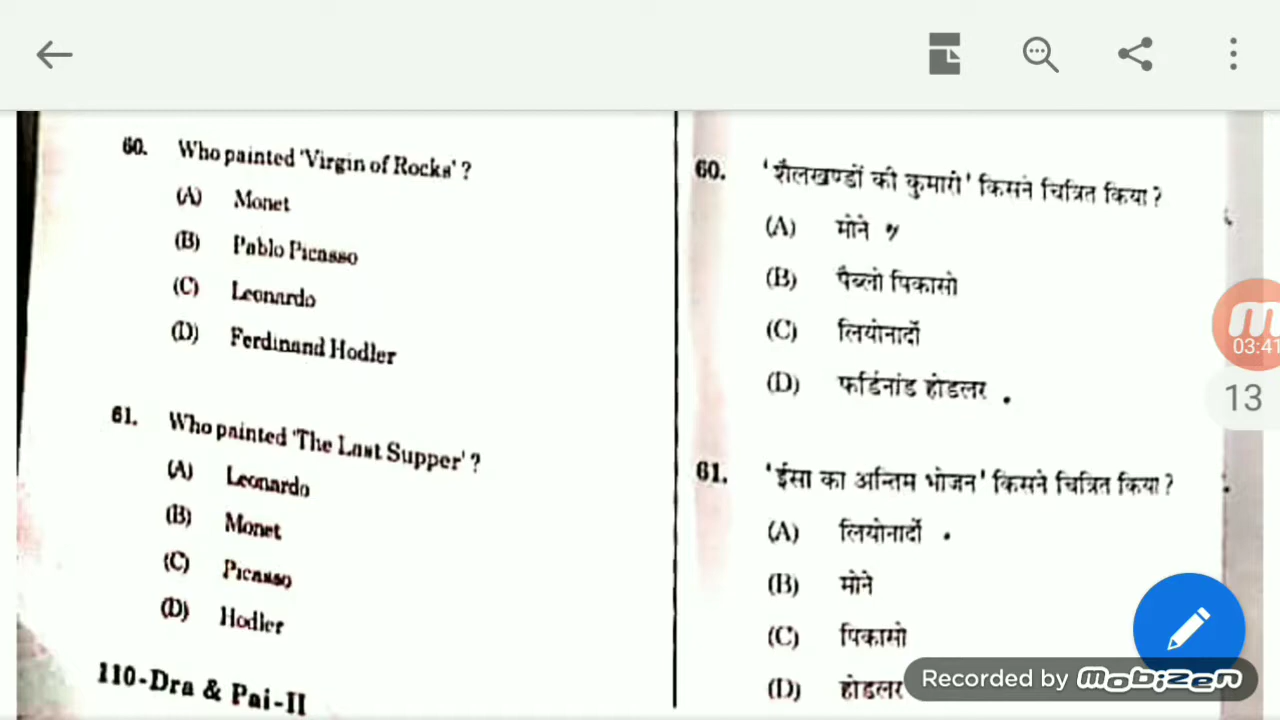 60. Who painted 'Virgin of Rocks' ?
(A) Monet
(B) Pablo Picasso
(C) Leonardo
(D) Ferdinand Hodler
61. Who painted 'The Last Supper' ?
(A) Leonardo
(B) Monet
(C) Picasso
(D) Hodler
110-Dra & Pai-II
60. 'शैलखण्डों की कुमारी' किसने चित्रित किया ?
(A) मोने
(B) पैब्लो पिकासो
(C) लियोनार्दो
(D) फर्डिनांड होडलर
61. 'ईसा का अन्तिम भोजन' किसने चित्रित किया ?
(A) लियोनार्दो
(B) मोने
(C) पिकासो
(D) होडलर
03:41
13
Recorded by mobizen